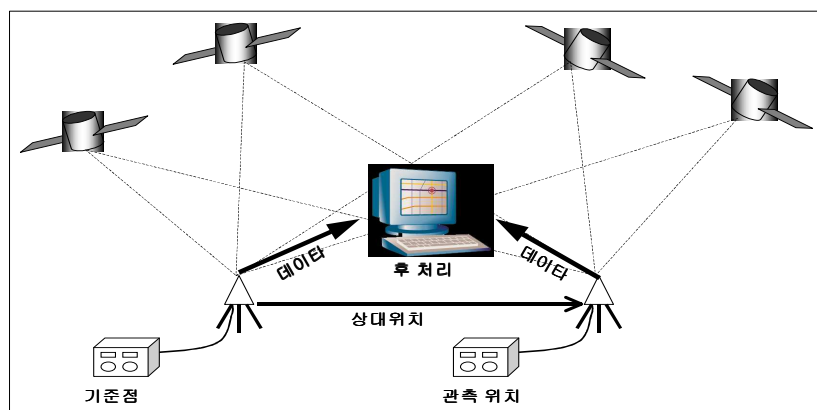 데이타
데이타
후 처리
상대위치
기준점
관측 위치